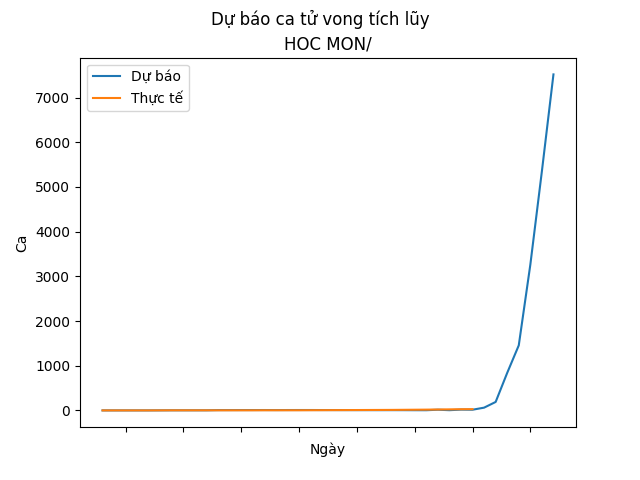 Dự báo ca tử vong tích lũy
HOC MON/
Dự báo
Thực tế
7000
6000
5000
4000
3000
2000
1000
0
Ca
Ngày